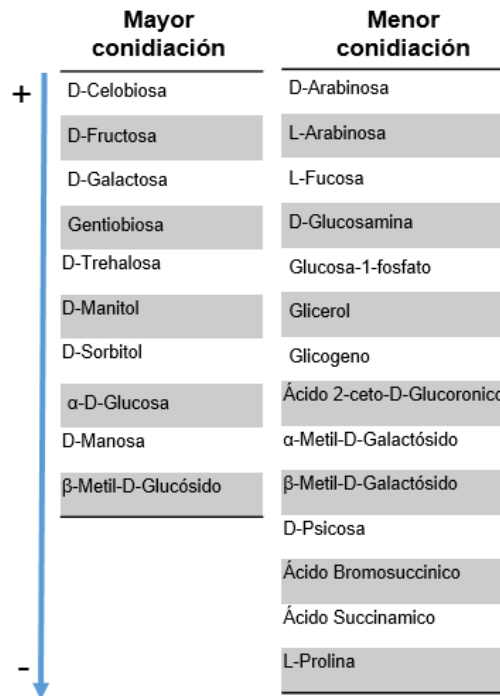 Mayor
conidiación
Menor
conidiación
+
D-Celobiosa
D-Fructosa
D-Galactosa
Gentiobiosa
D-Trehalosa
D-Manitol
D-Sorbitol
α-D-Glucosa
D-Manosa
β-Metil-D-Glucósido
D-Arabinosa
L-Arabinosa
L-Fucosa
D-Glucosamina
Glucosa-1-fosfato
Glicerol
Glicogeno
Ácido 2-ceto-D-Glucoronico
α-Metil-D-Galactósido
β-Metil-D-Galactósido
D-Psicosa
Ácido Bromosuccinico
Ácido Succinamico
L-Prolina
-